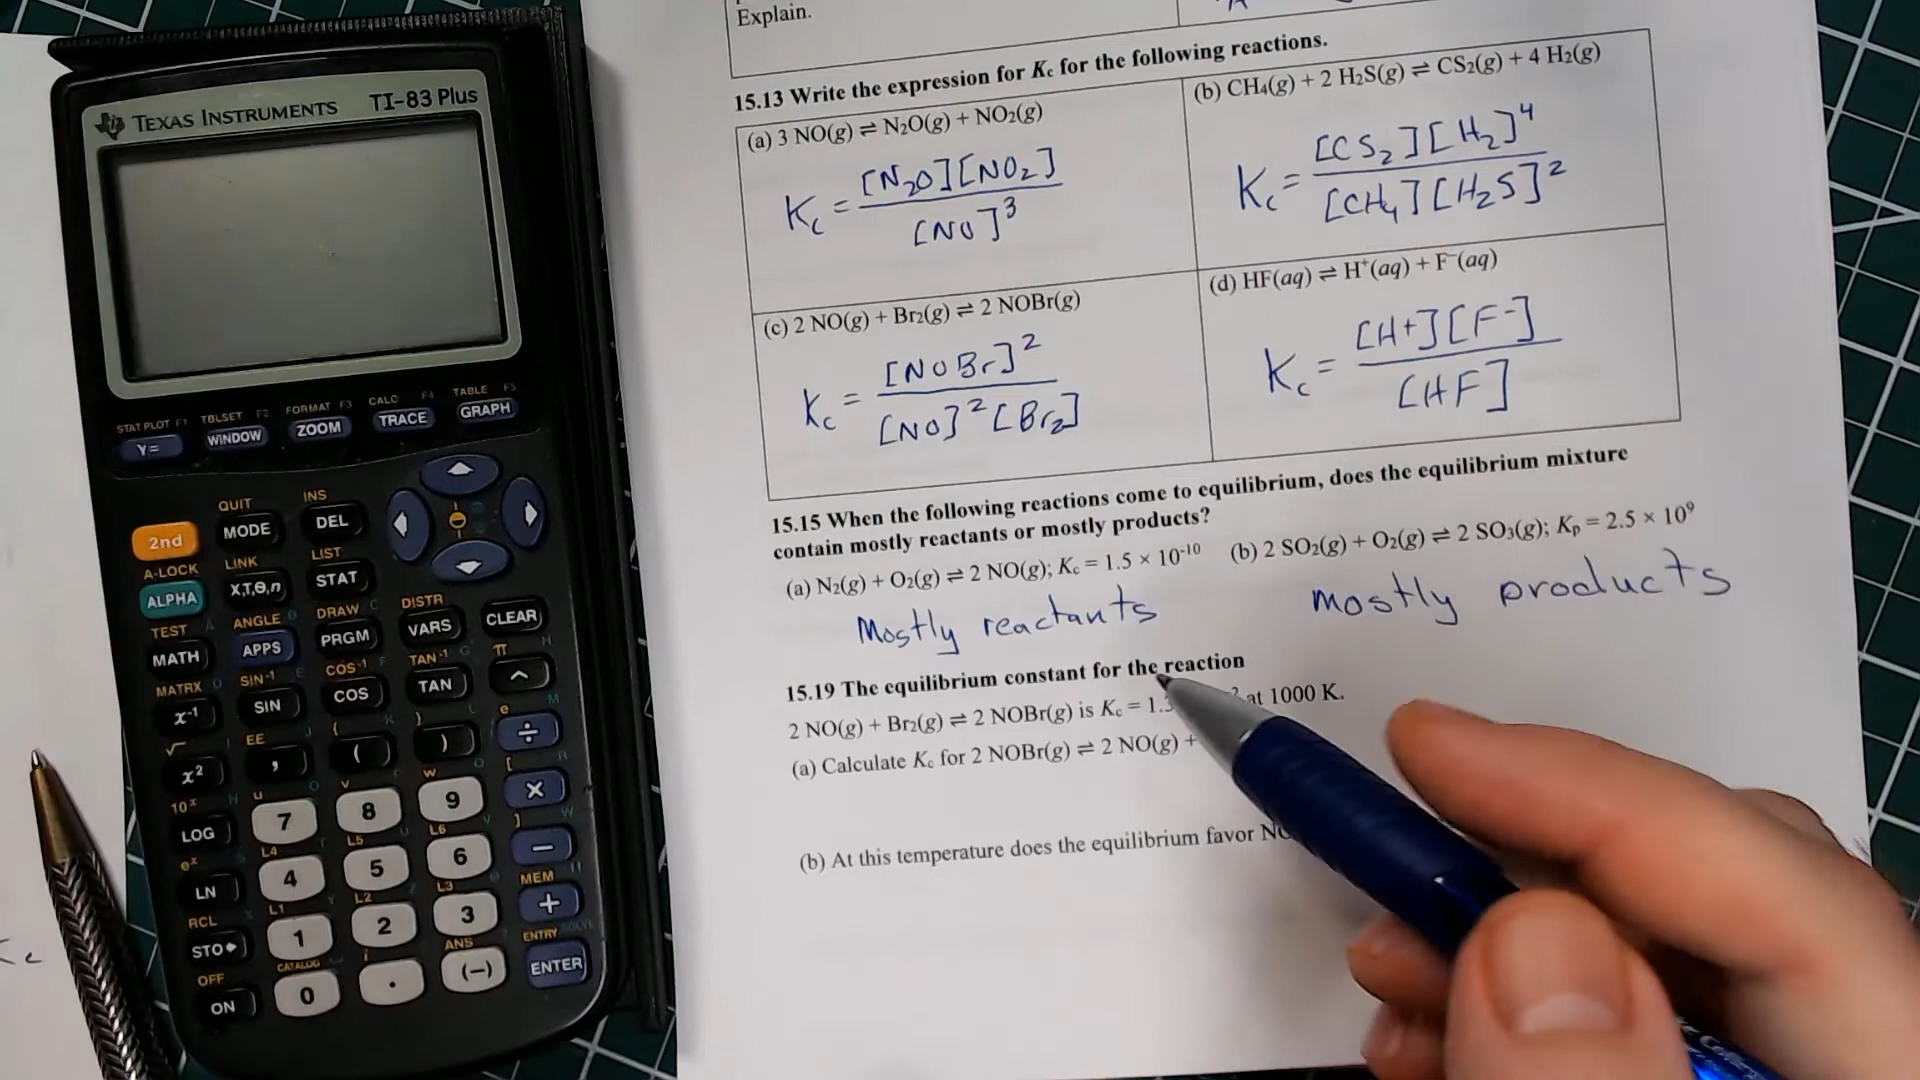 Explain.
15.13 Write the expression for Kc for the following reactions.
(a) 3 NO(g) ⇌ N₂O(g) + NO₂(g)
Kc = [N₂O][NO₂] / [NO]³
(b) CH₄(g) + 2 H₂S(g) ⇌ CS₂(g) + 4 H₂(g)
Kc = [CS₂][H₂]⁴ / [CH₄][H₂S]²
(c) 2 NO(g) + Br₂(g) ⇌ 2 NOBr(g)
Kc = [NOBr]² / [NO]²[Br₂]
(d) HF(aq) ⇌ H⁺(aq) + F⁻(aq)
Kc = [H+][F-] / [HF]
15.15 When the following reactions come to equilibrium, does the equilibrium mixture
contain mostly reactants or mostly products?
(a) N₂(g) + O₂(g) ⇌ 2 NO(g); Kc = 1.5 × 10⁻¹⁰ (b) 2 SO₂(g) + O₂(g) ⇌ 2 SO₃(g); Kp = 2.5 × 10⁹
Mostly reactants mostly products
15.19 The equilibrium constant for the reaction
2 NO(g) + Br₂(g) ⇌ 2 NOBr(g) is Kc = 1.3 at 1000 K.
(a) Calculate Kc for 2 NOBr(g) ⇌ 2 NO(g) +
(b) At this temperature does the equilibrium favor
TEXAS INSTRUMENTS TI-83 Plus
STAT PLOT F1 TBLSET F2 FORMAT F3 CALC F4 TABLE F5
Y= WINDOW ZOOM TRACE GRAPH
QUIT INS
2nd MODE DEL
A-LOCK LINK LIST
ALPHA X,T,Θ,n STAT
TEST A ANGLE B DRAW C DISTR
MATH APPS PRGM VARS CLEAR
MATRX D SIN⁻¹ E COS⁻¹ F TAN⁻¹ G π H
x⁻¹ SIN COS TAN ^
√ I EE J { K } L e M
x² , ( ) ÷
10ˣ N u O v P w Q [ R
LOG 7 8 9 ×
eˣ S L4 T L5 U L6 V ] W
LN 4 5 6 −
RCL X L1 Y L2 Z L3 θ MEM "
STO► 1 2 3 +
OFF CATALOG i ANS ENTRY SOLVE
ON 0 . (−) ENTER
Kc